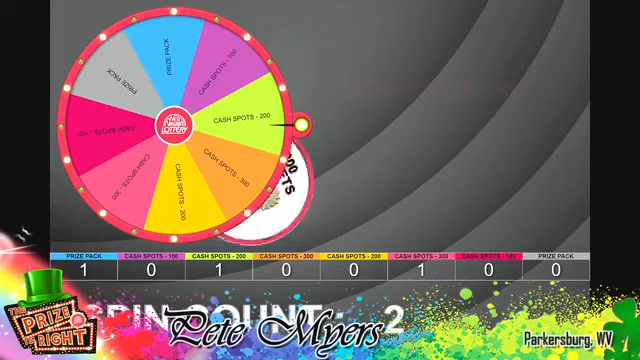 PRIZE PACK
CASH SPOTS - 100
CASH SPOTS - 200
CASH SPOTS - 300
CASH SPOTS - 200
CASH SPOTS - 300
CASH SPOTS - 100
PRIZE PACK
LOTTERY
PRIZE PACK CASH SPOTS - 100 CASH SPOTS - 200 CASH SPOTS - 300 CASH SPOTS - 200 CASH SPOTS - 300 CASH SPOTS - 100 PRIZE PACK
1 0 1 0 0 1 0 0
SPIN COUNT 2
THE
PRIZE
IS
RIGHT
Pete Myers
Parkersburg, WV